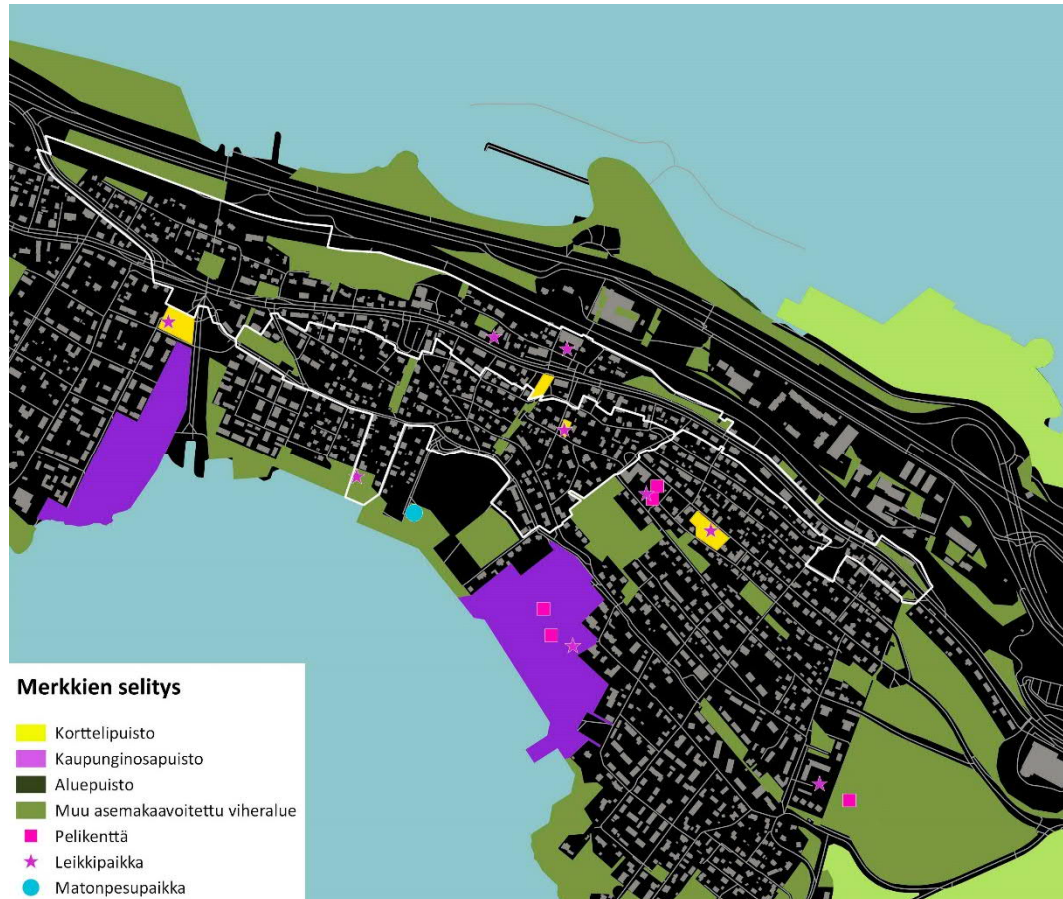 Merkkien selitys
Korttelipuisto
Kaupunginosapuisto
Aluepuisto
Muu asemakaavoitettu viheralue
Pelikenttä
Leikkipaikka
Matonpesupaikka